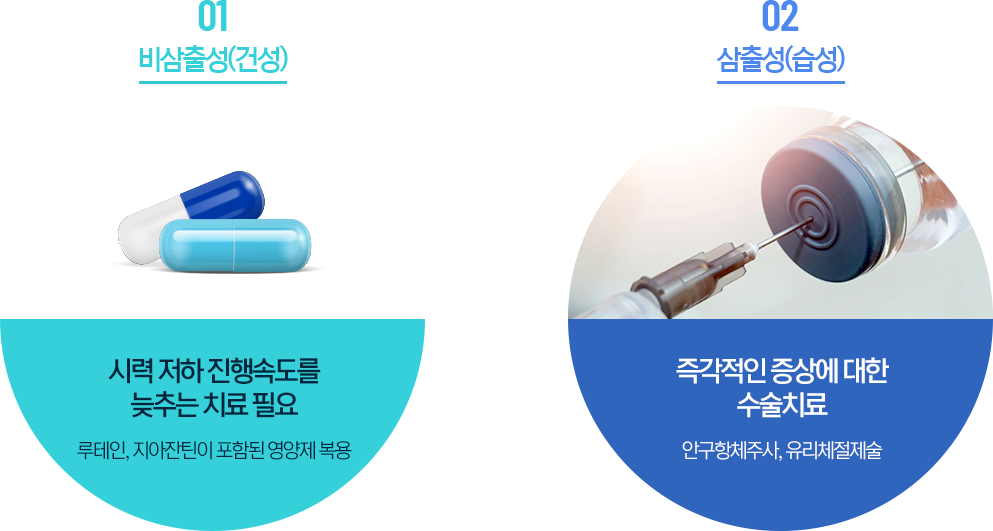 01
비삼출성(건성)
시력 저하 진행속도를
늦추는 치료 필요
루테인, 지아잔틴이 포함된 영양제 복용
02
삼출성(습성)
즉각적인 증상에 대한
수술치료
안구항체주사, 유리체절제술